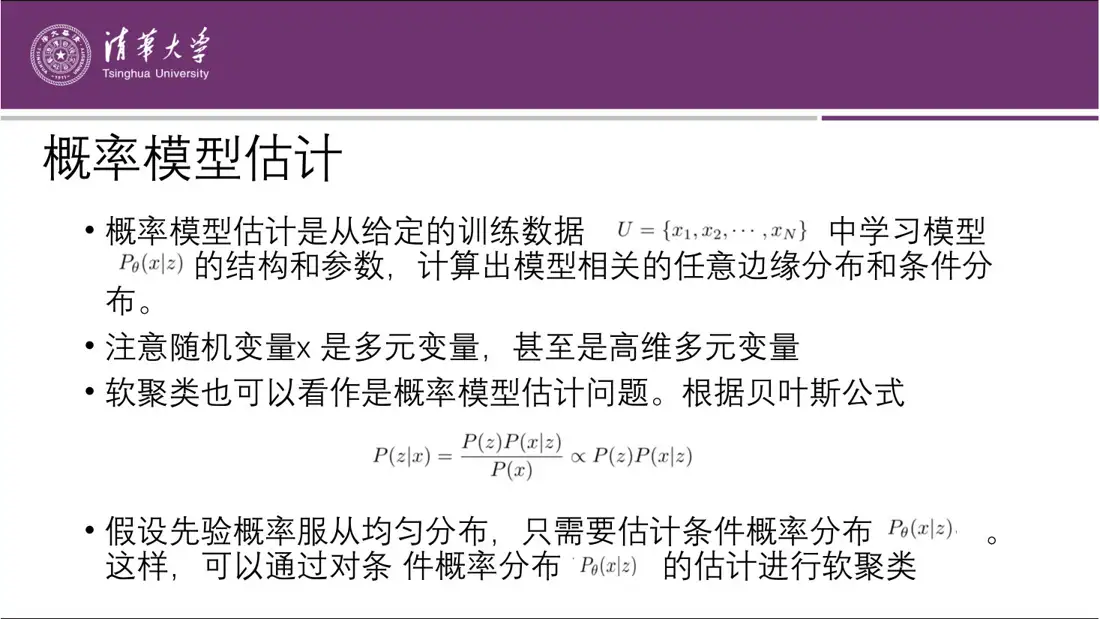 清华大学
Tsinghua University
概率模型估计
• 概率模型估计是从给定的训练数据 U = {x₁, x₂, ⋯ , x_N} 中学习模型
P_θ(x|z) 的结构和参数，计算出模型相关的任意边缘分布和条件分
布。
• 注意随机变量x 是多元变量，甚至是高维多元变量
• 软聚类也可以看作是概率模型估计问题。根据贝叶斯公式
P(z|x) = P(z)P(x|z) / P(x) ∝ P(z)P(x|z)
• 假设先验概率服从均匀分布，只需要估计条件概率分布 P_θ(x|z). 。
这样，可以通过对条 件概率分布 P_θ(x|z) 的估计进行软聚类